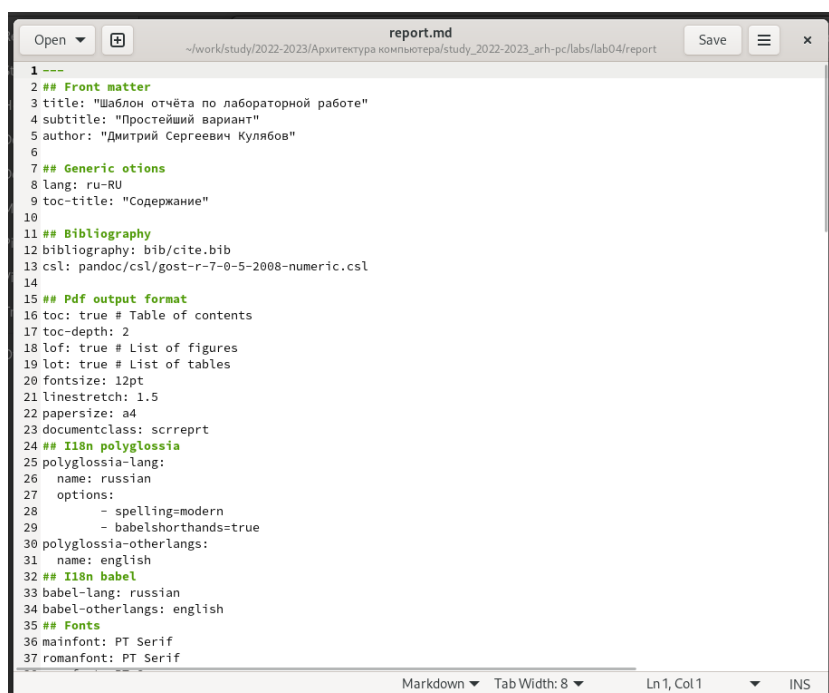 Open
report.md
~/work/study/2022-2023/Архитектура компьютера/study_2022-2023_arh-pc/labs/lab04/report
Save
1 ---
2 ## Front matter
3 title: "Шаблон отчёта по лабораторной работе"
4 subtitle: "Простейший вариант"
5 author: "Дмитрий Сергеевич Кулябов"
6
7 ## Generic otions
8 lang: ru-RU
9 toc-title: "Содержание"
10
11 ## Bibliography
12 bibliography: bib/cite.bib
13 csl: pandoc/csl/gost-r-7-0-5-2008-numeric.csl
14
15 ## Pdf output format
16 toc: true # Table of contents
17 toc-depth: 2
18 lof: true # List of figures
19 lot: true # List of tables
20 fontsize: 12pt
21 linestretch: 1.5
22 papersize: a4
23 documentclass: scrreprt
24 ## I18n polyglossia
25 polyglossia-lang:
26   name: russian
27   options:
28         - spelling=modern
29         - babelshorthands=true
30 polyglossia-otherlangs:
31   name: english
32 ## I18n babel
33 babel-lang: russian
34 babel-otherlangs: english
35 ## Fonts
36 mainfont: PT Serif
37 romanfont: PT Serif
Markdown Tab Width: 8 Ln 1, Col 1 INS